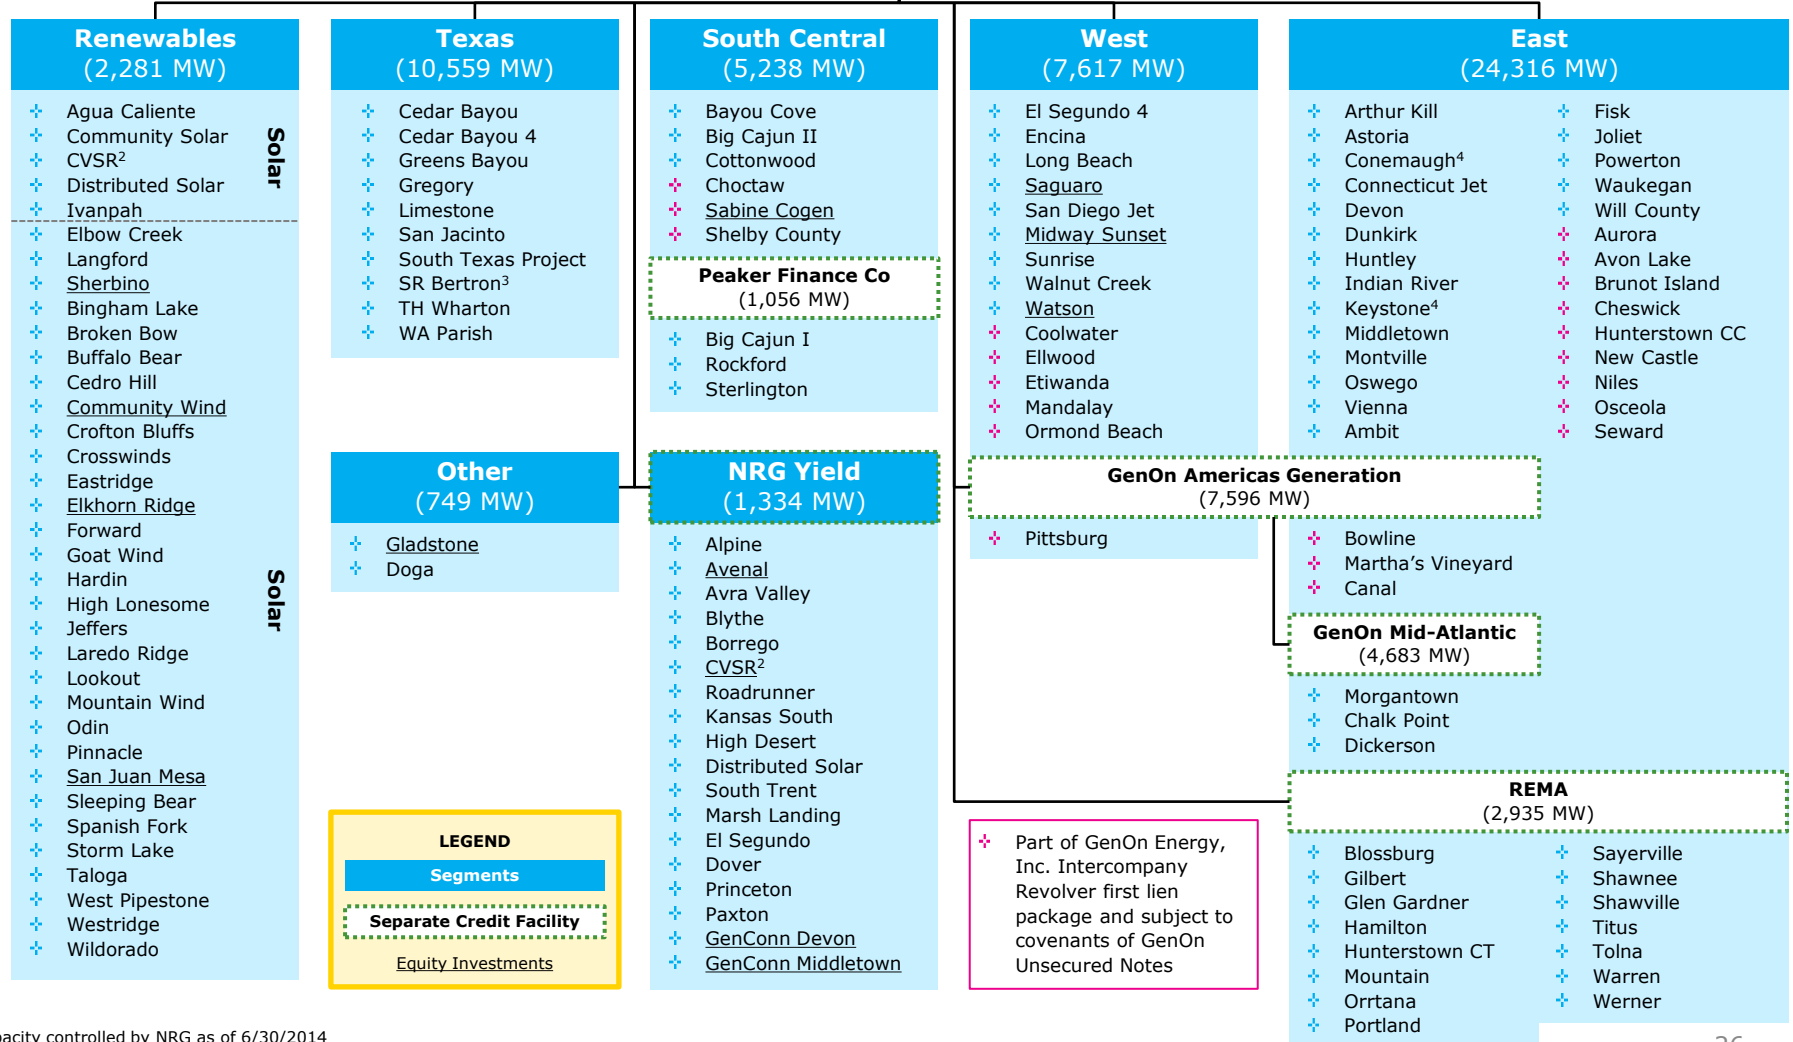 Renewables
(2,281 MW)
Agua Caliente
Community Solar
CVSR²
Distributed Solar
Ivanpah
Solar
Elbow Creek
Langford
Sherbino
Bingham Lake
Broken Bow
Buffalo Bear
Cedro Hill
Community Wind
Crofton Bluffs
Crosswinds
Eastridge
Elkhorn Ridge
Forward
Goat Wind
Hardin
High Lonesome
Jeffers
Laredo Ridge
Lookout
Mountain Wind
Odin
Pinnacle
San Juan Mesa
Sleeping Bear
Spanish Fork
Storm Lake
Taloga
West Pipestone
Westridge
Wildorado
Solar
Texas
(10,559 MW)
Cedar Bayou
Cedar Bayou 4
Greens Bayou
Gregory
Limestone
San Jacinto
South Texas Project
SR Bertron³
TH Wharton
WA Parish
Other
(749 MW)
Gladstone
Doga
LEGEND
Segments
Separate Credit Facility
Equity Investments
South Central
(5,238 MW)
Bayou Cove
Big Cajun II
Cottonwood
Choctaw
Sabine Cogen
Shelby County
Peaker Finance Co
(1,056 MW)
Big Cajun I
Rockford
Sterlington
NRG Yield
(1,334 MW)
Alpine
Avenal
Avra Valley
Blythe
Borrego
CVSR²
Roadrunner
Kansas South
High Desert
Distributed Solar
South Trent
Marsh Landing
El Segundo
Dover
Princeton
Paxton
GenConn Devon
GenConn Middletown
West
(7,617 MW)
El Segundo 4
Encina
Long Beach
Saguaro
San Diego Jet
Midway Sunset
Sunrise
Walnut Creek
Watson
Coolwater
Ellwood
Etiwanda
Mandalay
Ormond Beach
East
(24,316 MW)
Arthur Kill
Astoria
Conemaugh⁴
Connecticut Jet
Devon
Dunkirk
Huntley
Indian River
Keystone⁴
Middletown
Montville
Oswego
Vienna
Ambit
Fisk
Joliet
Powerton
Waukegan
Will County
Aurora
Avon Lake
Brunot Island
Cheswick
Hunterstown CC
New Castle
Niles
Osceola
Seward
GenOn Americas Generation
(7,596 MW)
Pittsburg
Bowline
Martha’s Vineyard
Canal
GenOn Mid-Atlantic
(4,683 MW)
Morgantown
Chalk Point
Dickerson
REMA
(2,935 MW)
Blossburg
Gilbert
Glen Gardner
Hamilton
Hunterstown CT
Mountain
Orrtana
Portland
Sayerville
Shawnee
Shawville
Titus
Tolna
Warren
Werner
Part of GenOn Energy,
Inc. Intercompany
Revolver first lien
package and subject to
covenants of GenOn
Unsecured Notes
controlled by NRG as of 6/30/2014